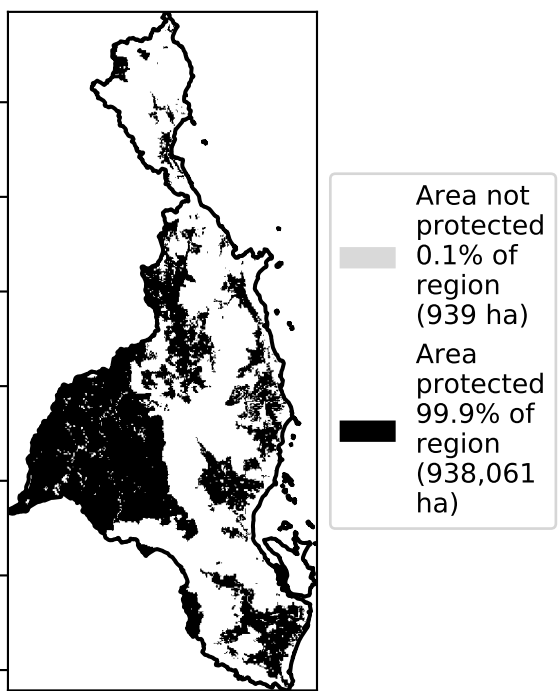 Area not
protected
0.1% of
region
(939 ha)
Area
protected
99.9% of
region
(938,061
ha)